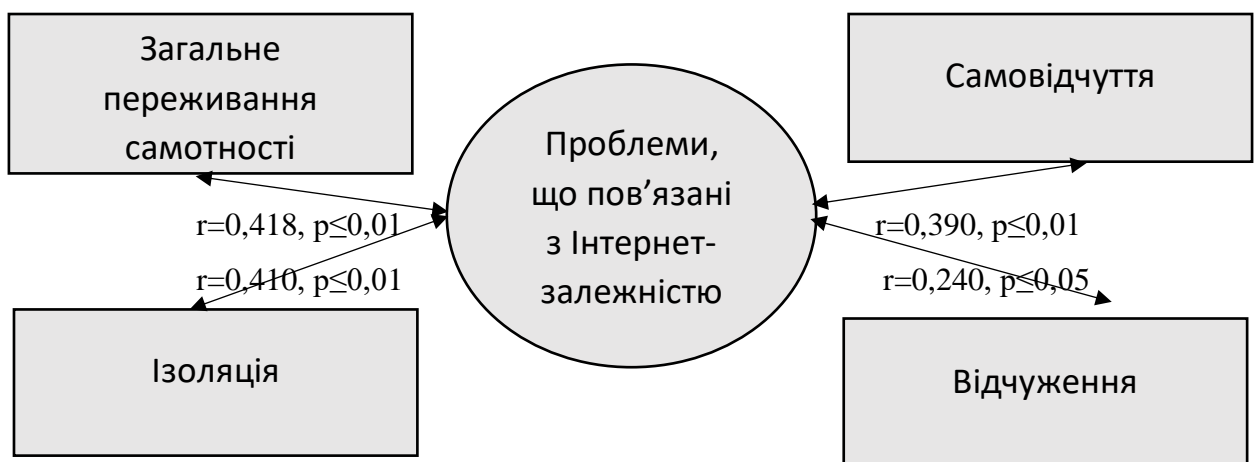 Загальне
переживання
самотності
Самовідчуття
Проблеми,
що пов’язані
з Інтернет-
залежністю
r=0,418, p≤0,01
r=0,390, p≤0,01
r=0,410, p≤0,01
r=0,240, p≤0,05
Ізоляція
Відчуження